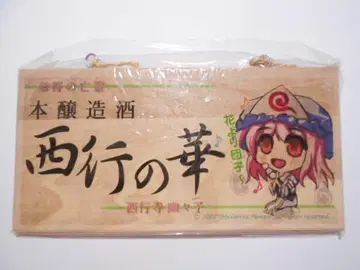 本醸造酒
西行の華
花より団子〜
西行寺 幽々子